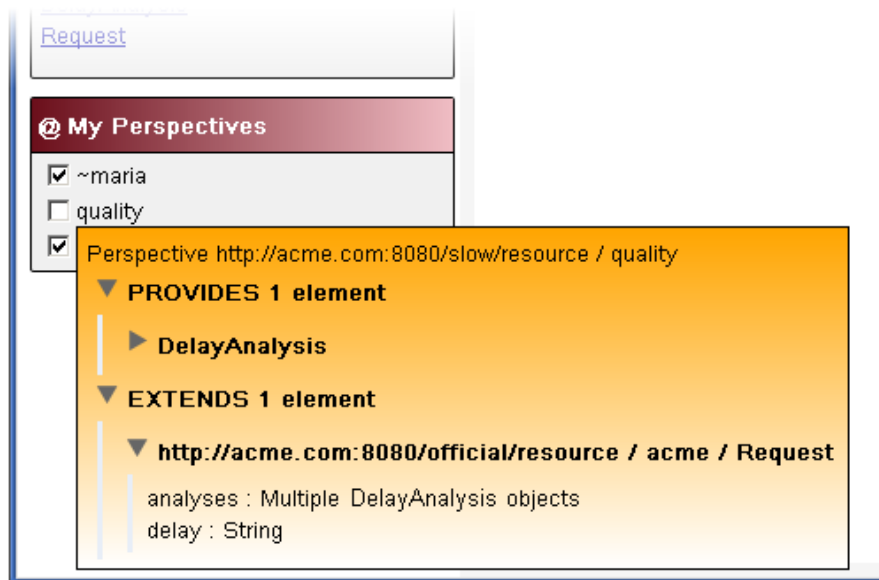 Request
@ My Perspectives
~maria
quality
Perspective http://acme.com:8080/slow/resource / quality
PROVIDES 1 element
DelayAnalysis
EXTENDS 1 element
http://acme.com:8080/official/resource / acme / Request
analyses : Multiple DelayAnalysis objects
delay : String